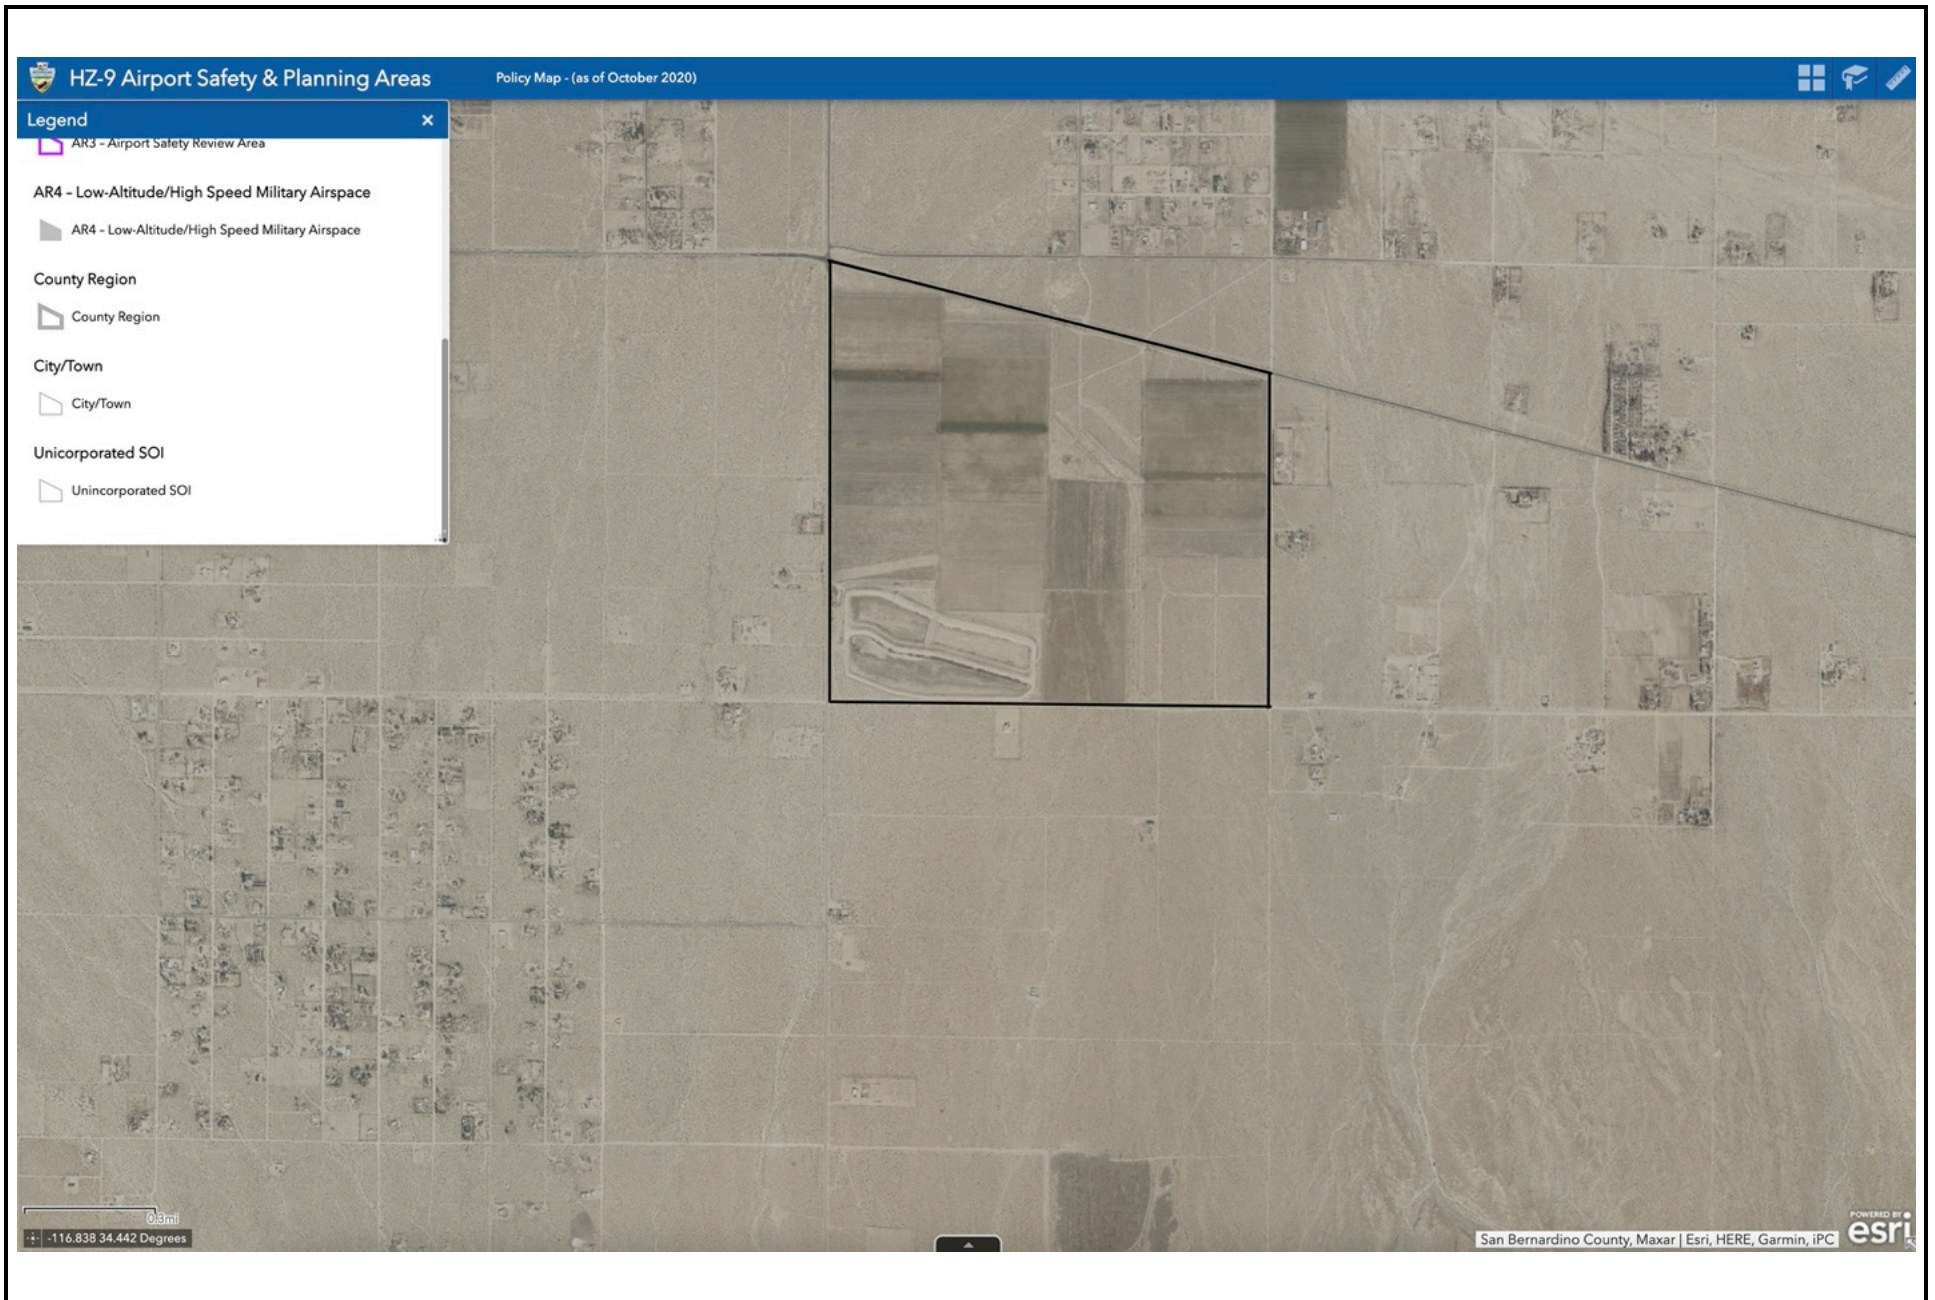 HZ-9 Airport Safety & Planning Areas
Policy Map - (as of October 2020)
Legend
AR3 - Airport Safety Review Area
AR4 - Low-Altitude/High Speed Military Airspace
AR4 - Low-Altitude/High Speed Military Airspace
County Region
County Region
City/Town
City/Town
Unicorporated SOI
Unincorporated SOI
0.3mi
-116.838 34.442 Degrees
San Bernardino County, Maxar | Esri, HERE, Garmin, iPC
POWERED BY
esri